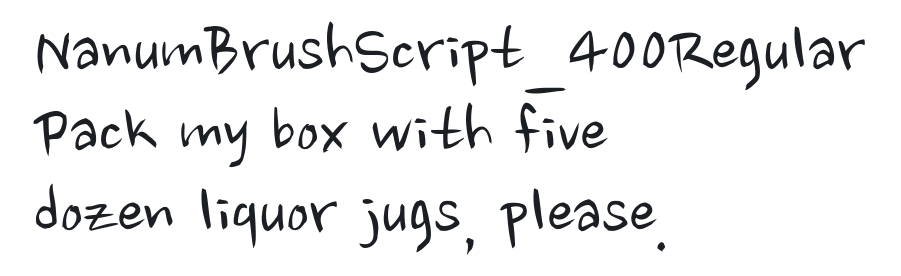 NanumBrushScript_400Regular
Pack my box with five
dozen liquor jugs, please.